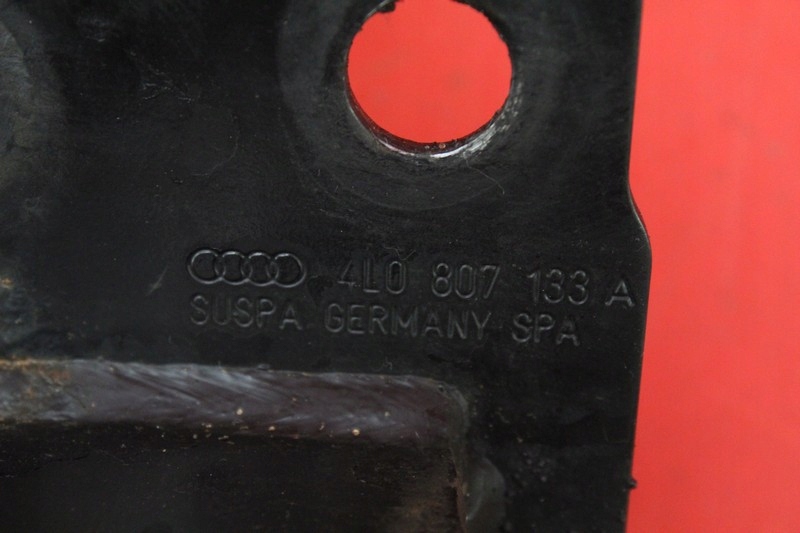 4L0 807 133 A
SUSPA GERMANY SPA